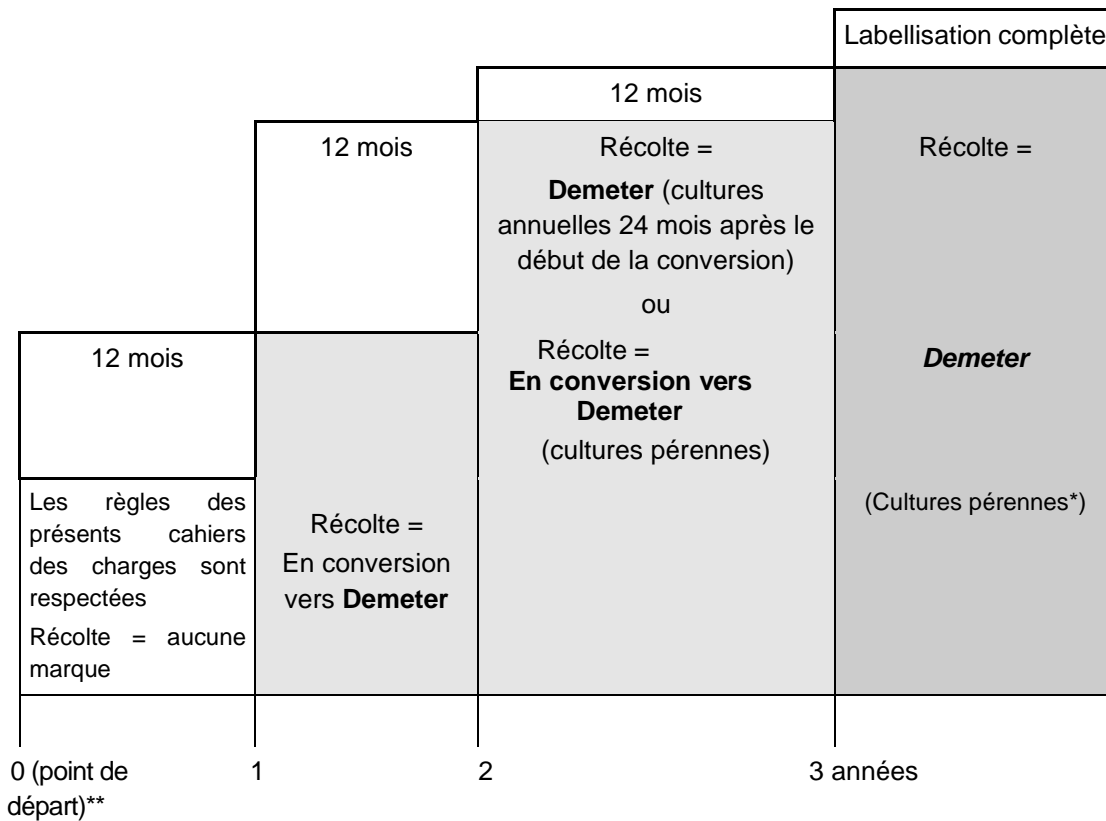 Labellisation complète
12 mois
12 mois
Récolte =
Demeter (cultures
annuelles 24 mois après le
début de la conversion)
ou
Récolte =
En conversion vers
Demeter
(cultures pérennes)
Récolte =
Demeter
(Cultures pérennes*)
12 mois
Les règles des
présents cahiers
des charges sont
respectées
Récolte = aucune
marque
Récolte =
En conversion
vers Demeter
0 (point de
départ)**
1
2
3 années